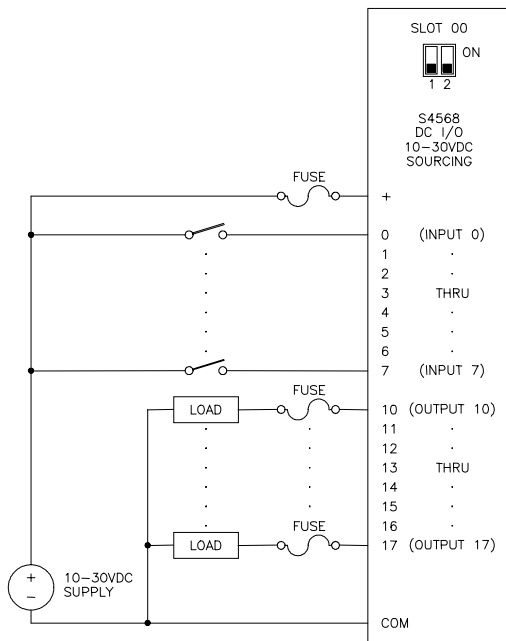 SLOT 00
ON
1 2
S4568
DC I/O
10-30VDC
SOURCING
FUSE
+
0 (INPUT 0)
1 .
2 .
3 THRU
4 .
5 .
6 .
7 (INPUT 7)
FUSE
LOAD
10 (OUTPUT 10)
11 .
12 .
13 THRU
14 .
15 .
16 .
FUSE
LOAD
17 (OUTPUT 17)
+
-
10-30VDC
SUPPLY
COM